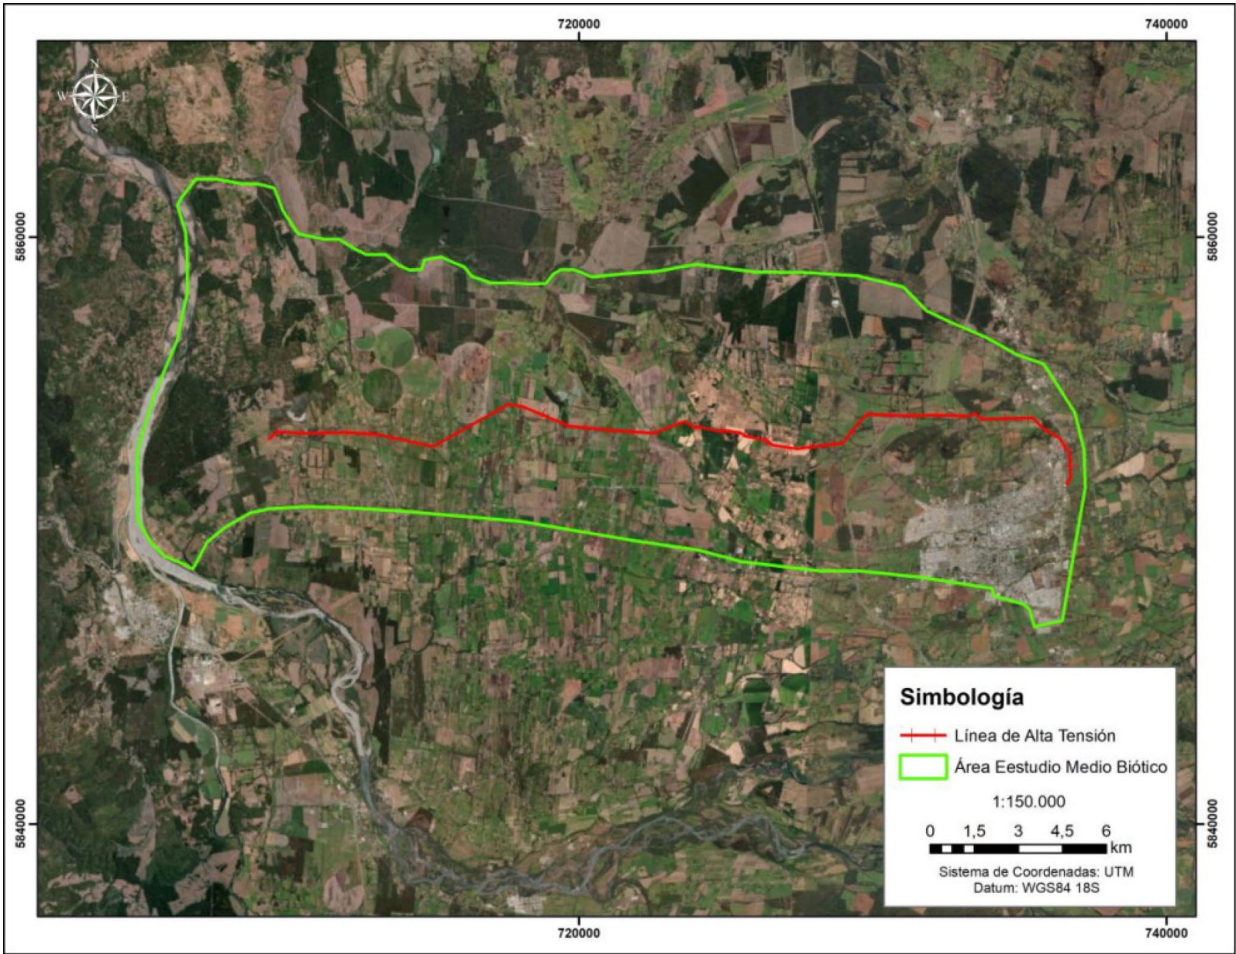 720000
740000
N
W
E
S
5860000
5860000
Simbología
Línea de Alta Tensión
Área Eestudio Medio Biótico
1:150.000
0 1,5 3 4,5 6
km
Sistema de Coordenadas: UTM
Datum: WGS84 18S
5840000
5840000
720000
740000